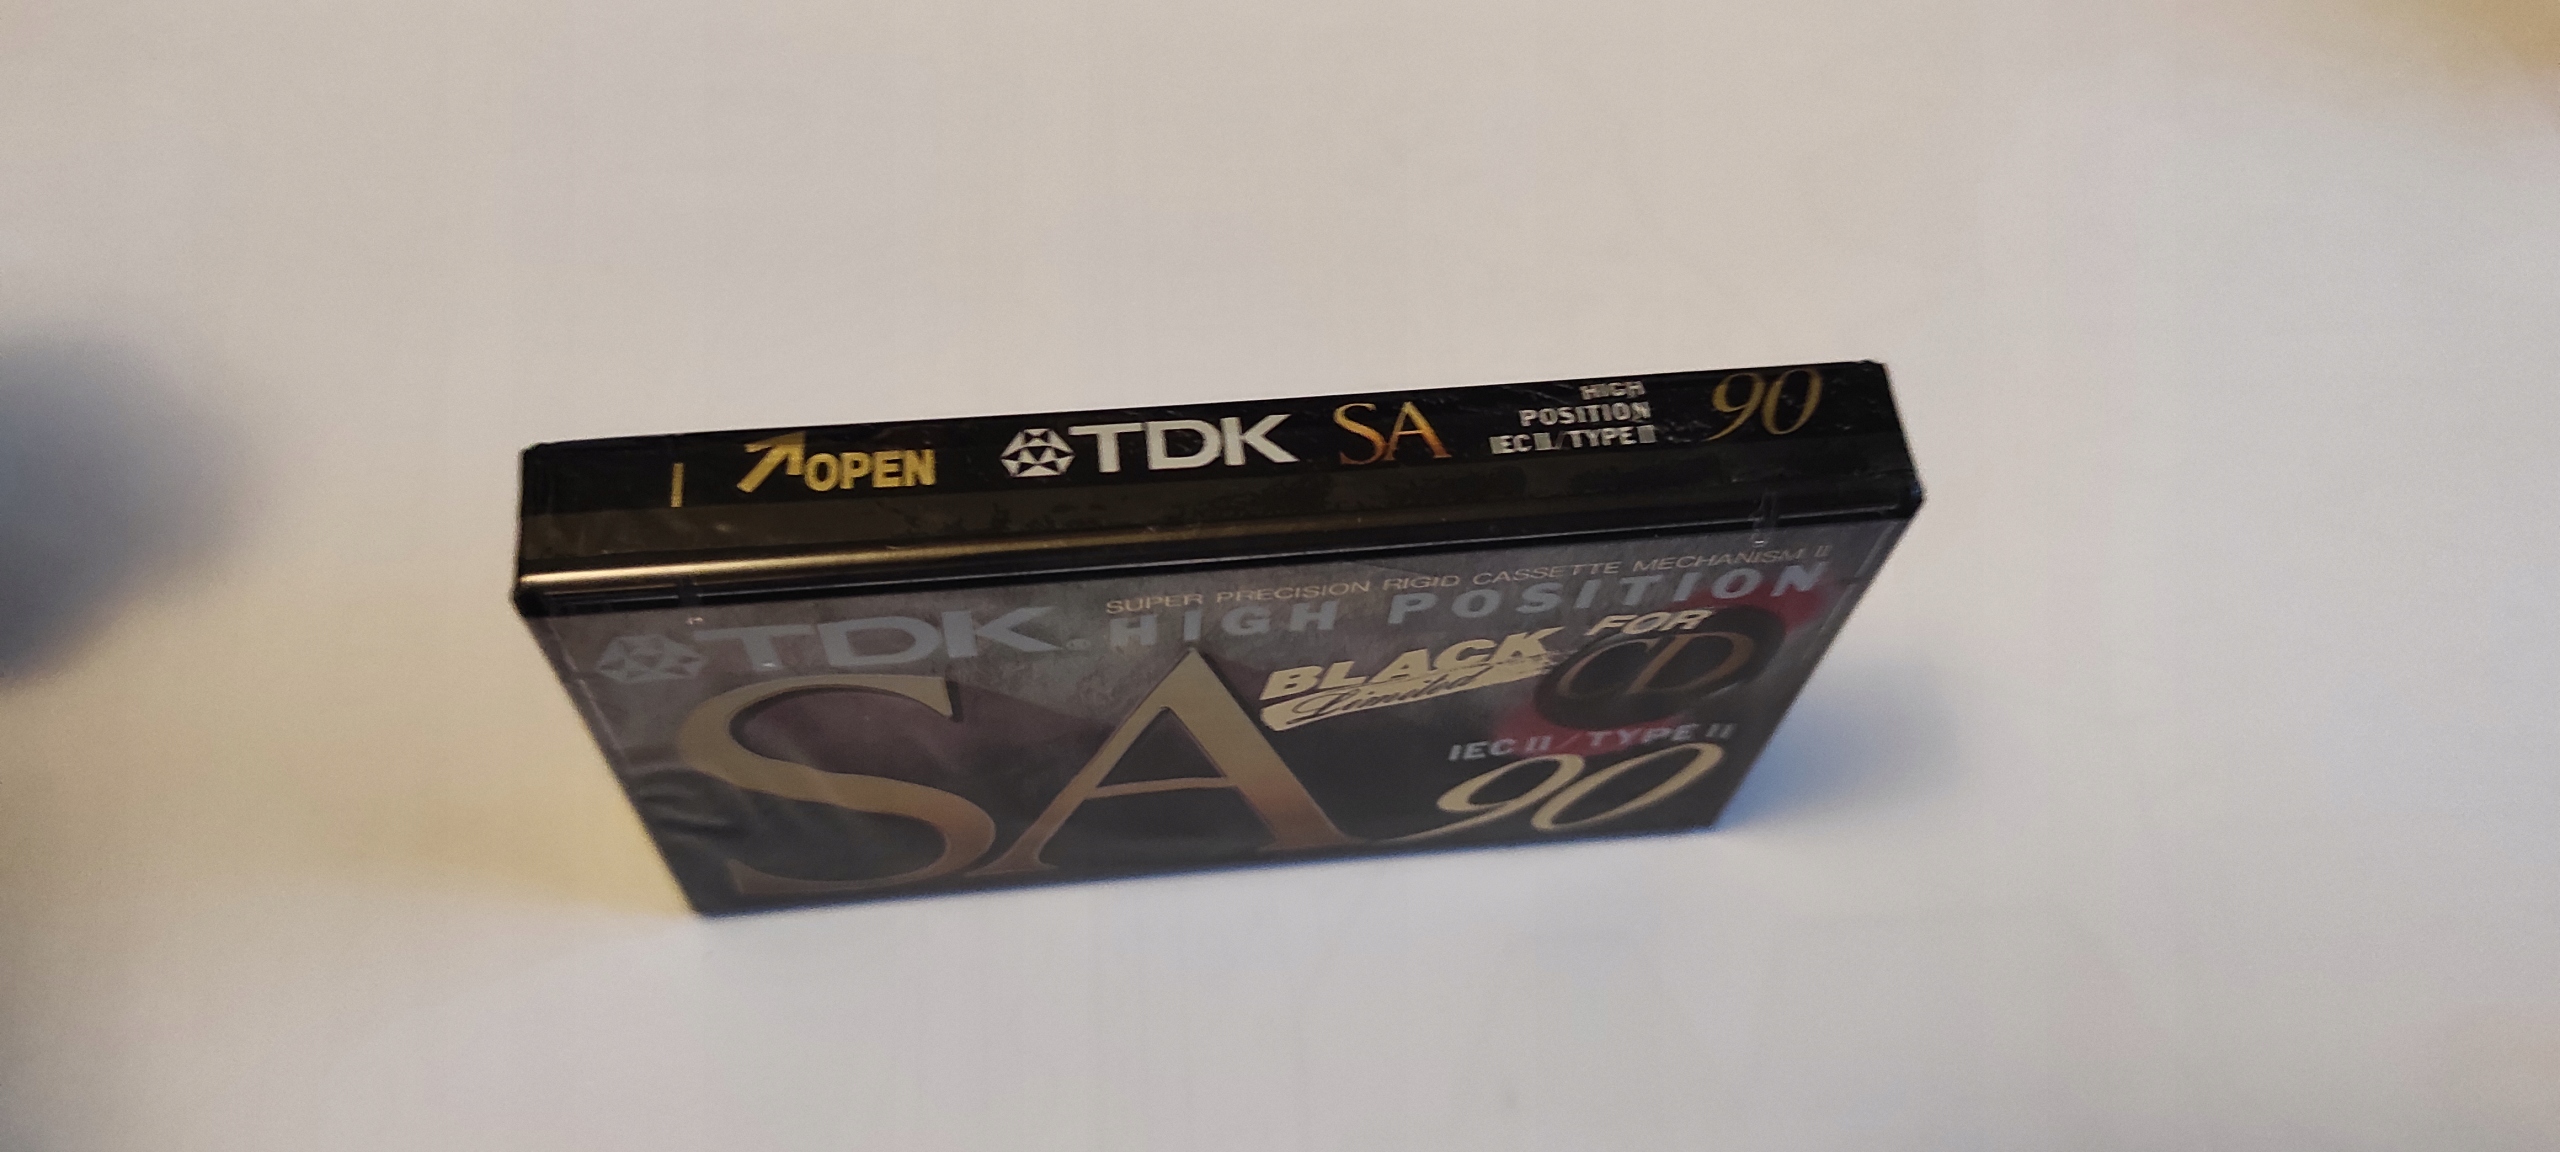 OPEN TDK SA HIGH POSITION IEC II/TYPE II 90
SUPER PRECISION RIGID CASSETTE MECHANISM II
TDK® HIGH POSITION
SA
BLACK Limited
FOR CD
IEC II/TYPE II
90